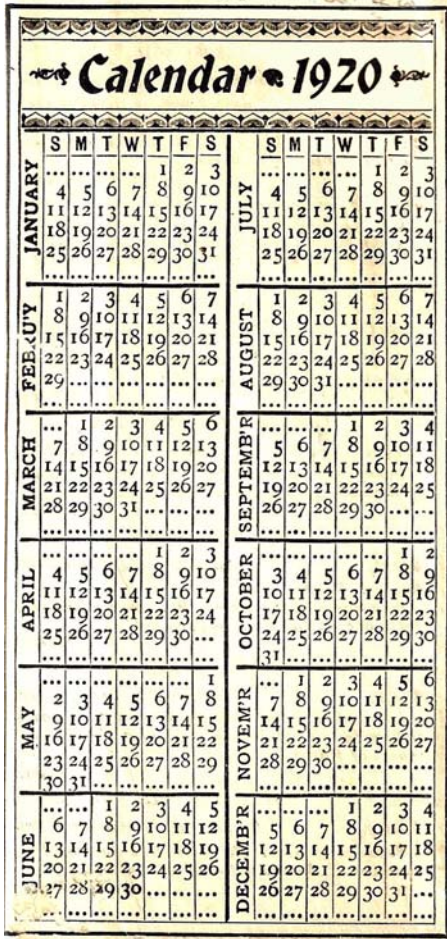 Calendar 1920
JANUARY
S M T W T F S
... ... ... ... 1 2 3
4 5 6 7 8 9 10
11 12 13 14 15 16 17
18 19 20 21 22 23 24
25 26 27 28 29 30 31
... ... ... ... ... ... ...
FEBRU'Y
1 2 3 4 5 6 7
8 9 10 11 12 13 14
15 16 17 18 19 20 21
22 23 24 25 26 27 28
29 ... ... ... ... ... ...
... ... ... ... ... ... ...
MARCH
... 1 2 3 4 5 6
7 8 9 10 11 12 13
14 15 16 17 18 19 20
21 22 23 24 25 26 27
28 29 30 31 ... ... ...
... ... ... ... ... ... ...
APRIL
... ... ... ... 1 2 3
4 5 6 7 8 9 10
11 12 13 14 15 16 17
18 19 20 21 22 23 24
25 26 27 28 29 30 ...
... ... ... ... ... ... ...
MAY
... ... ... ... ... ... 1
2 3 4 5 6 7 8
9 10 11 12 13 14 15
16 17 18 19 20 21 22
23 24 25 26 27 28 29
30 31 ... ... ... ... ...
JUNE
... ... 1 2 3 4 5
6 7 8 9 10 11 12
13 14 15 16 17 18 19
20 21 22 23 24 25 26
27 28 29 30 ... ... ...
... ... ... ... ... ... ...
JULY
S M T W T F S
... ... ... ... 1 2 3
4 5 6 7 8 9 10
11 12 13 14 15 16 17
18 19 20 21 22 23 24
25 26 27 28 29 30 31
... ... ... ... ... ... ...
AUGUST
1 2 3 4 5 6 7
8 9 10 11 12 13 14
15 16 17 18 19 20 21
22 23 24 25 26 27 28
29 30 31 ... ... ... ...
... ... ... ... ... ... ...
SEPTEMB'R
... ... ... 1 2 3 4
5 6 7 8 9 10 11
12 13 14 15 16 17 18
19 20 21 22 23 24 25
26 27 28 29 30 ... ...
... ... ... ... ... ... ...
OCTOBER
... ... ... ... ... 1 2
3 4 5 6 7 8 9
10 11 12 13 14 15 16
17 18 19 20 21 22 23
24 25 26 27 28 29 30
31 ... ... ... ... ... ...
NOVEM'R
... 1 2 3 4 5 6
7 8 9 10 11 12 13
14 15 16 17 18 19 20
21 22 23 24 25 26 27
28 29 30 ... ... ... ...
... ... ... ... ... ... ...
DECEMB'R
... ... ... 1 2 3 4
5 6 7 8 9 10 11
12 13 14 15 16 17 18
19 20 21 22 23 24 25
26 27 28 29 30 31 ...
... ... ... ... ... ... ...